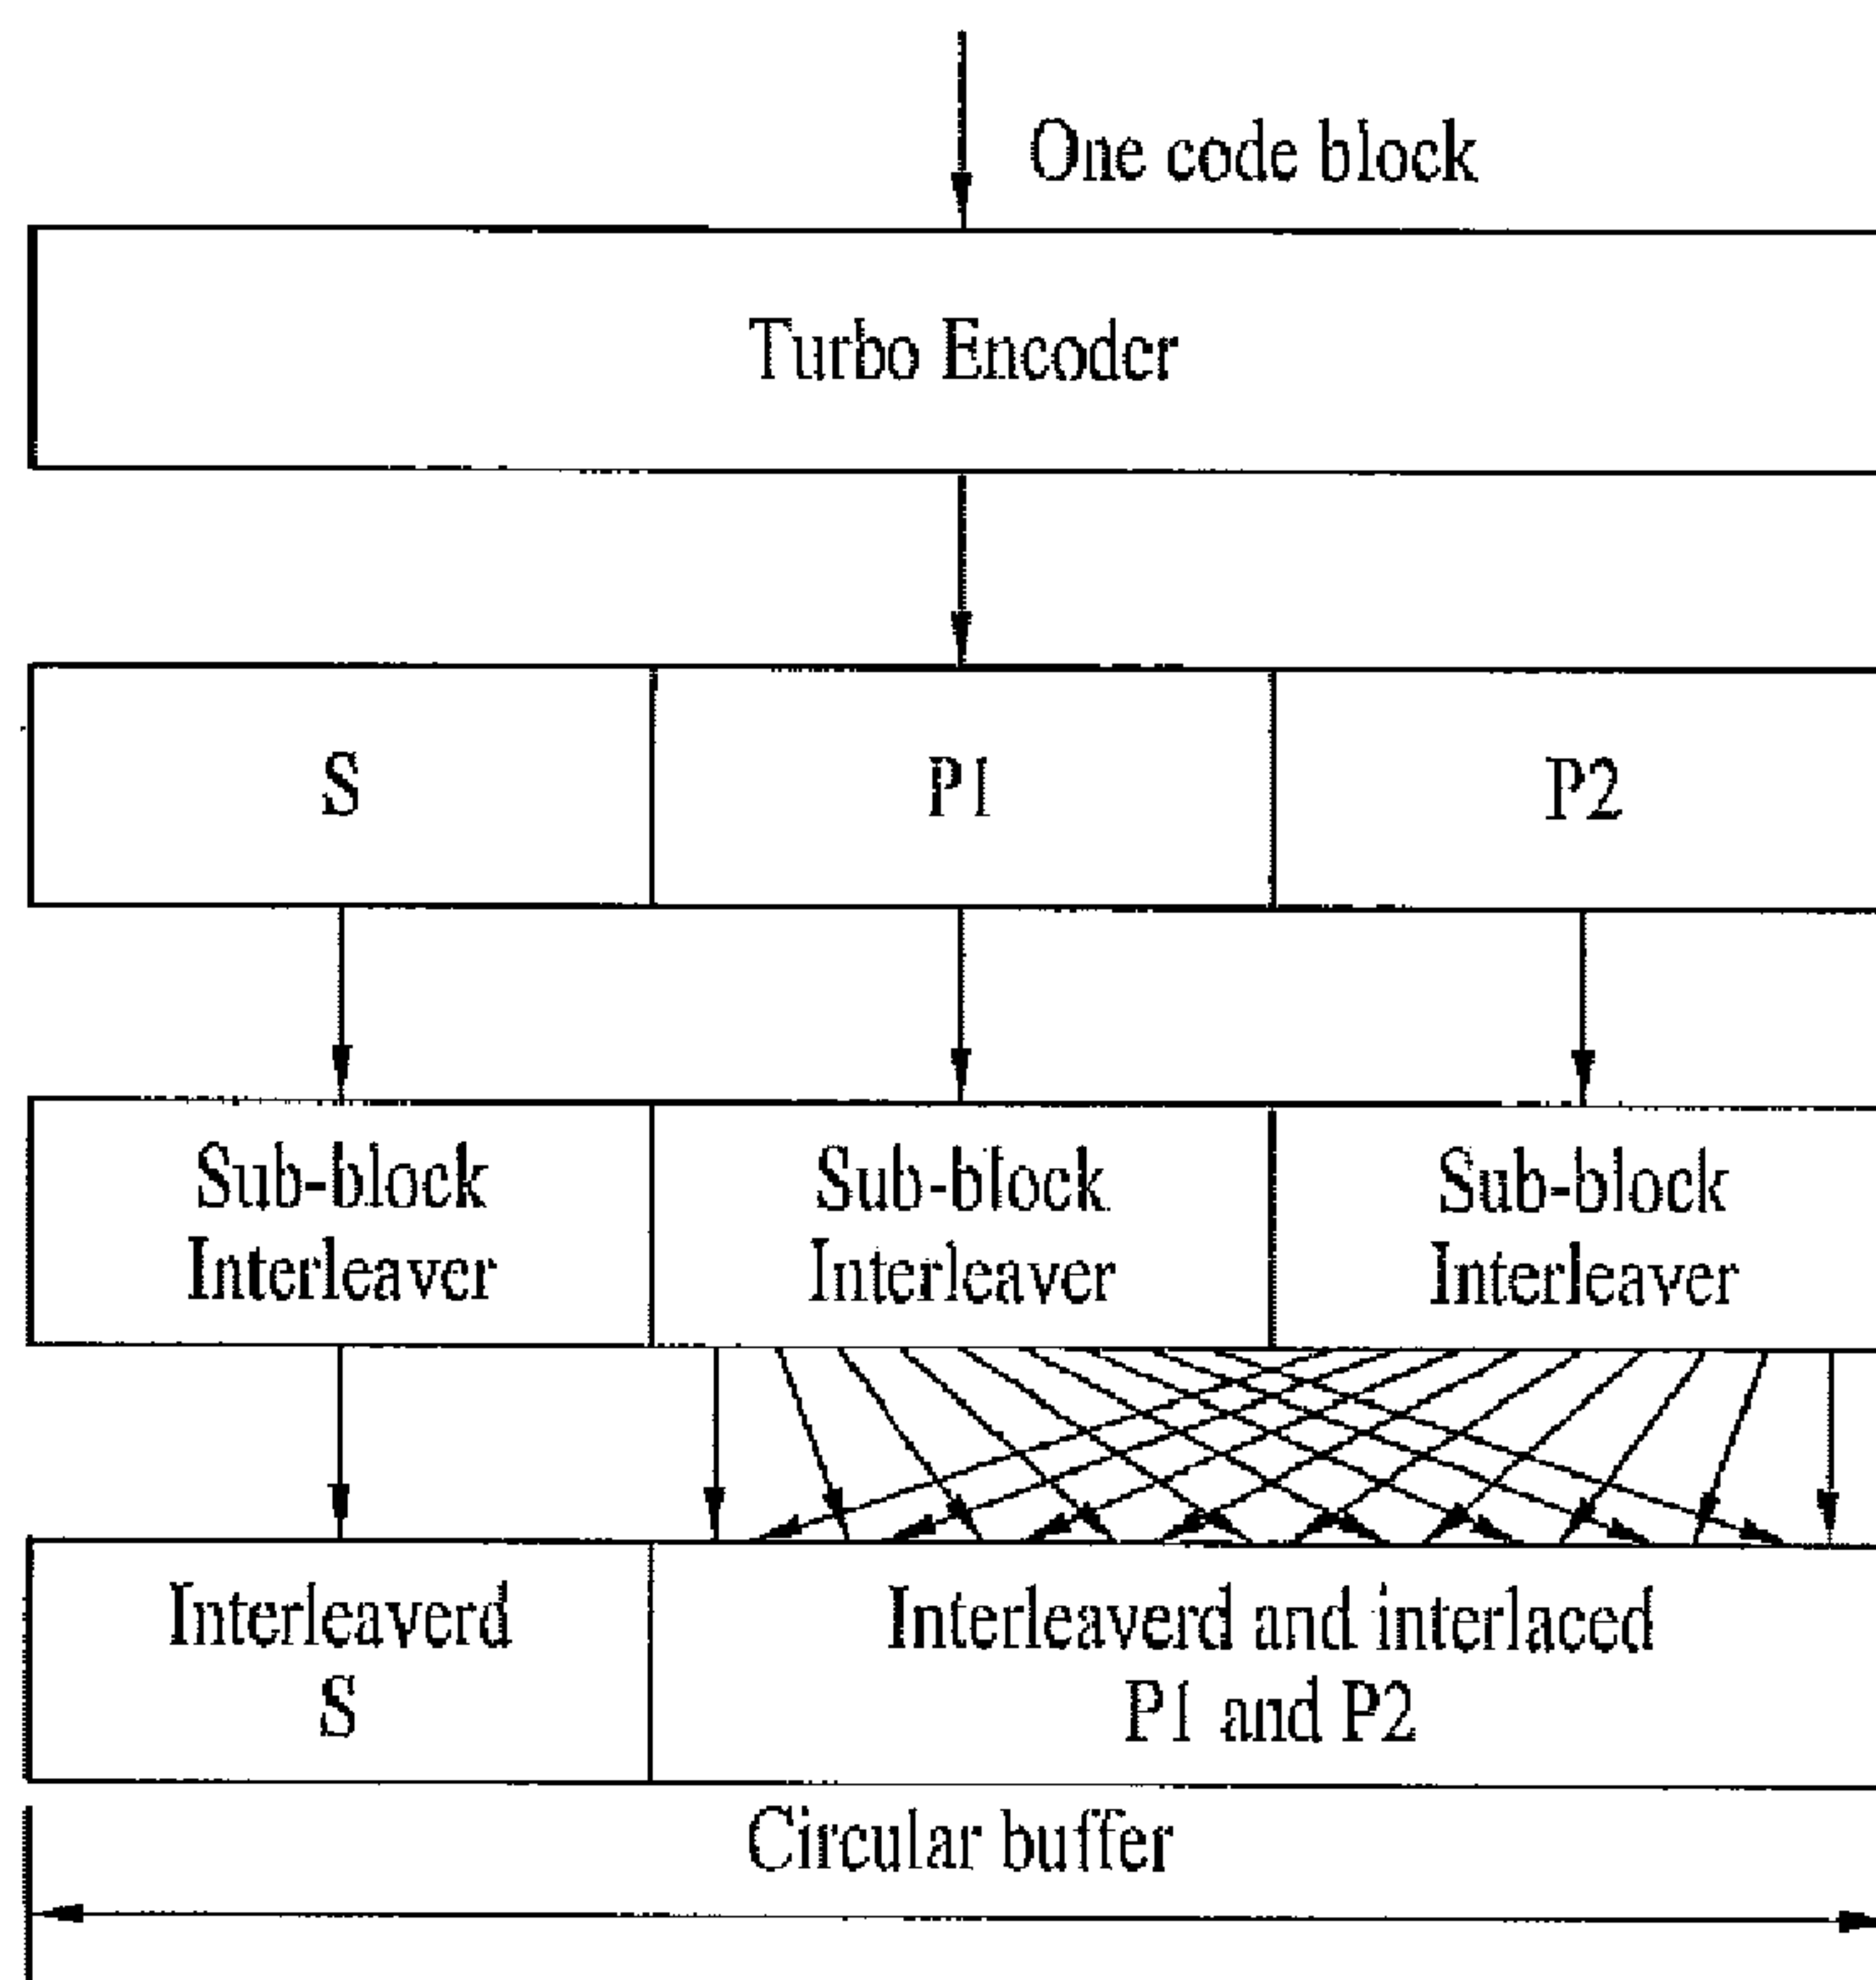 One code block
Turbo Encoder
S
P1
P2
Sub-block
Interleaver
Sub-block
Interleaver
Sub-block
Interleaver
Interleaverd
S
Interleaverd and interlaced
P1 and P2
Circular buffer